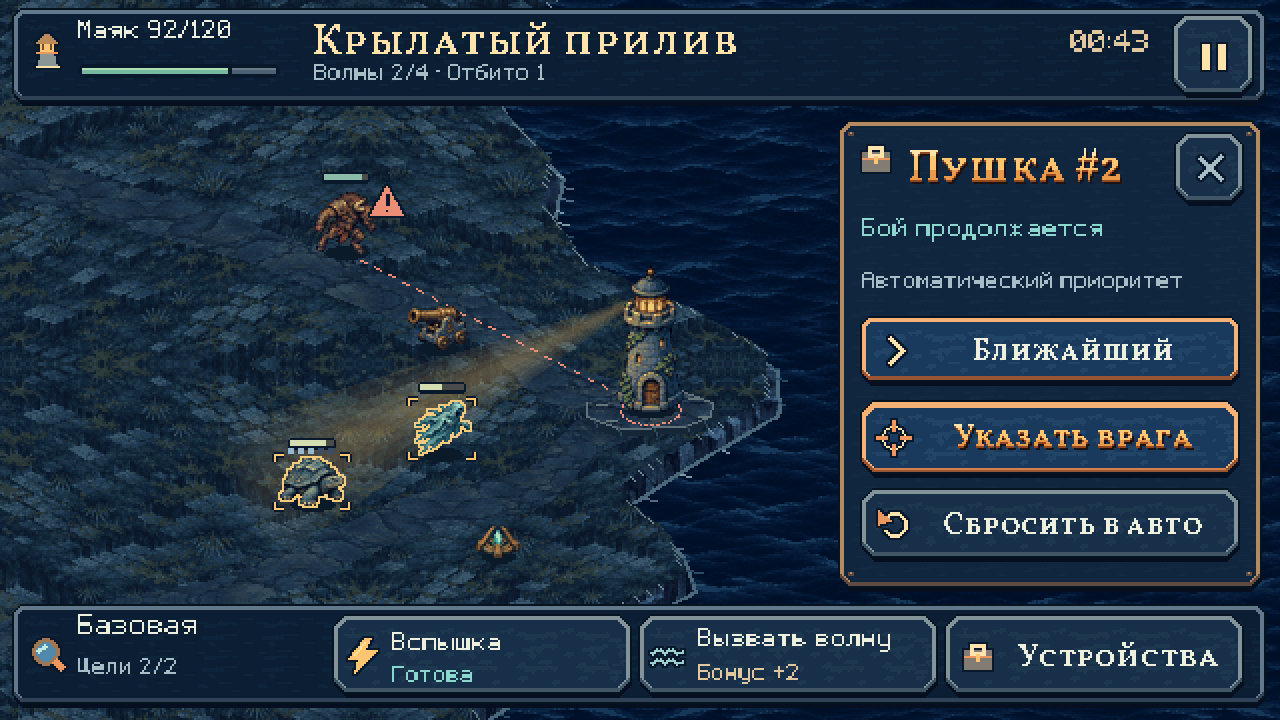 Маяк 92/120
Крылатый прилив
Волны 2/4 · Отбито 1
00:43
Пушка #2
Бой продолжается
Автоматический приоритет
Ближайший
Указать врага
Сбросить в авто
Базовая
Цели 2/2
Вспышка
Готова
Вызвать волну
Бонус +2
Устройства